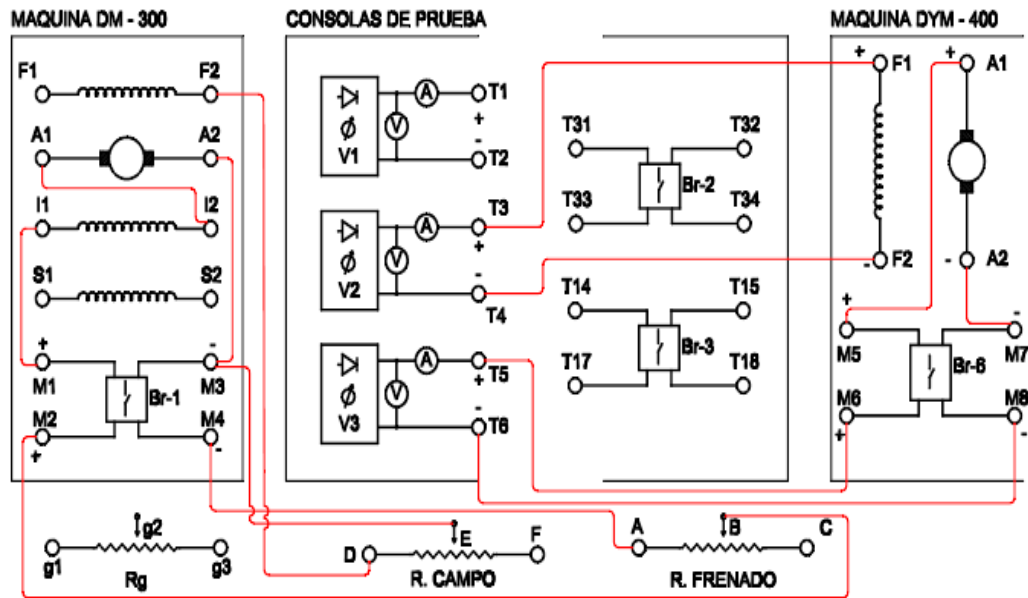 MAQUINA DM - 300
F1 F2
A1 A2
I1 I2
S1 S2
+ -
M1 Br-1 M3
M2 M4
+ -
CONSOLAS DE PRUEBA
A T1
+
V
V1
-
T2
T3
A
+
V
V2
-
T4
A T5
+
V
V3
-
T6
T31 T32
Br-2
T33 T34
T14 T15
Br-3
T17 T18
MAQUINA DYM - 400
+ +
F1 A1
- F2 - A2
+ -
M5 Br-6 M7
M6 M8
+ -
g2
g1 Rg g3
E
D F
R. CAMPO
A B C
R. FRENADO